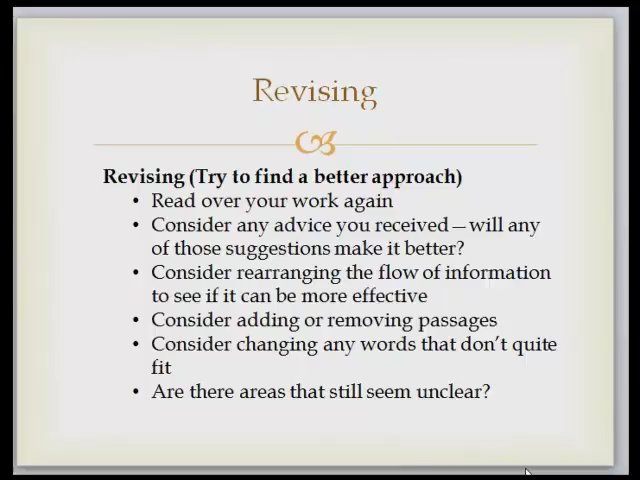 Revising
Revising (Try to find a better approach)
• Read over your work again
• Consider any advice you received—will any
of those suggestions make it better?
• Consider rearranging the flow of information
to see if it can be more effective
• Consider adding or removing passages
• Consider changing any words that don't quite
fit
• Are there areas that still seem unclear?